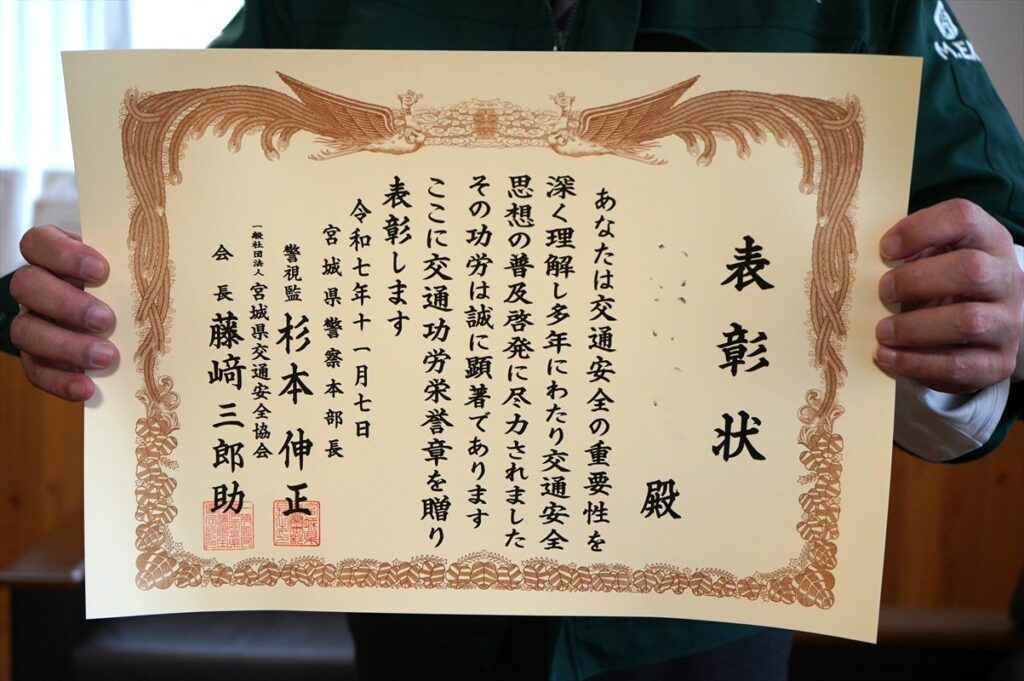 表彰状
殿
あなたは交通安全の重要性を
深く理解し多年にわたり交通安全
思想の普及啓発に尽力されました
その功労は誠に顕著であります
ここに交通功労栄誉章を贈り
表彰します
令和七年十一月七日
宮城県警察本部長
警視監 杉本伸正
一般社団法人 宮城県交通安全協会
会長 藤﨑三郎助